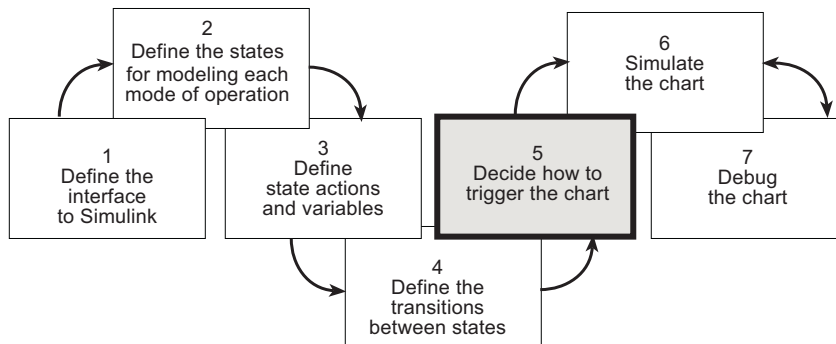 1
Define the
interface
to Simulink
2
Define the states
for modeling each
mode of operation
3
Define
state actions
and variables
4
Define the
transitions
between states
5
Decide how to
trigger the chart
6
Simulate
the chart
7
Debug
the chart